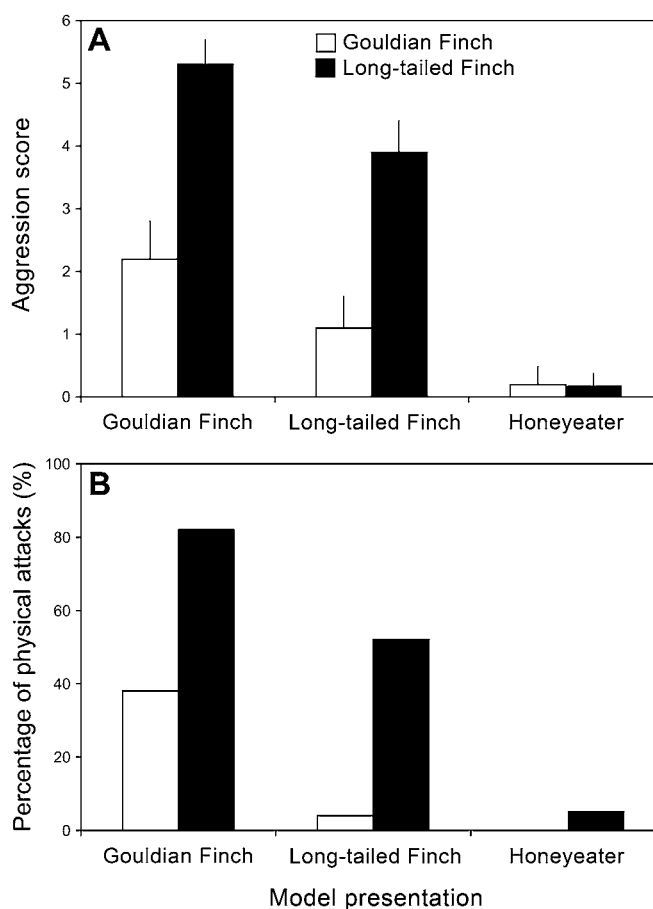 A
Gouldian Finch
Long-tailed Finch
Aggression score
6
5
4
3
2
1
0
Gouldian Finch Long-tailed Finch Honeyeater
B
Percentage of physical attacks (%)
100
80
60
40
20
0
Gouldian Finch Long-tailed Finch Honeyeater
Model presentation